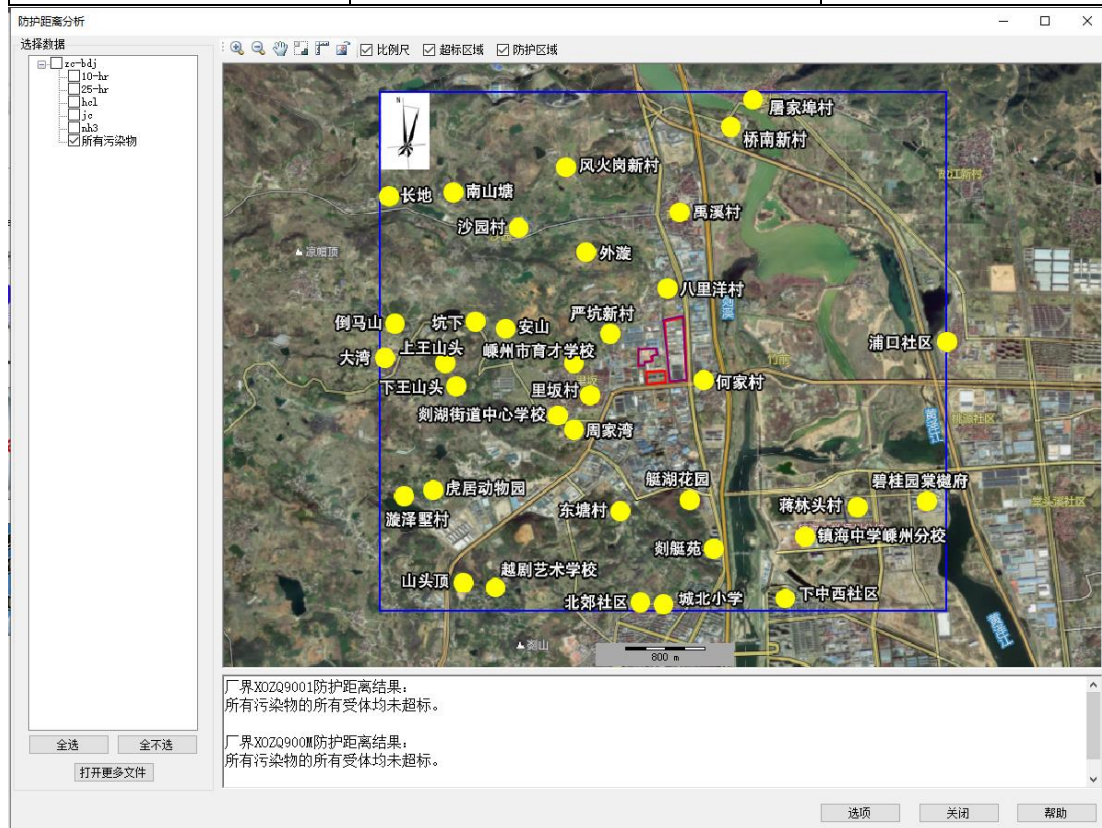 防护距离分析
选择数据
zc-bdj
10-hr
25-hr
hcl
jc
nh3
所有污染物
比例尺 超标区域 防护区域
N
屠家埠村
桥南新村
风火岗新村
长地
南山塘
禹溪村
沙园村
外漩
凉帽顶
八里洋村
倒马山
坑下
安山
严坑新村
浦口社区
大湾
上王山头
嵊州市育才学校
竹前
下王山头
里坂村
何家村
剡湖街道中心学校
周家湾
黄泽江
虎居动物园
艇湖花园
碧桂园棠樾府
漩泽墅村
东塘村
蒋林头村
镇海中学嵊州分校
剡艇苑
山头顶
越剧艺术学校
北郊社区
城北小学
下中西社区
黄泽江
剡山
800 m
厂界XOZQ9001防护距离结果：
所有污染物的所有受体均未超标。
厂界XOZQ900M防护距离结果：
所有污染物的所有受体均未超标。
全选 全不选
打开更多文件
选项 关闭 帮助